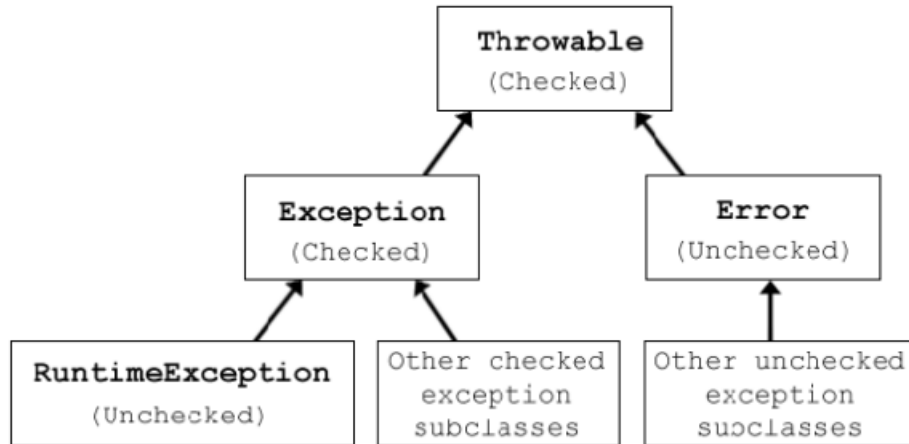 Throwable
(Checked)
Exception
(Checked)
Error
(Unchecked)
RuntimeException
(Unchecked)
Other checked
exception
subclasses
Other unchecked
exception
subclasses